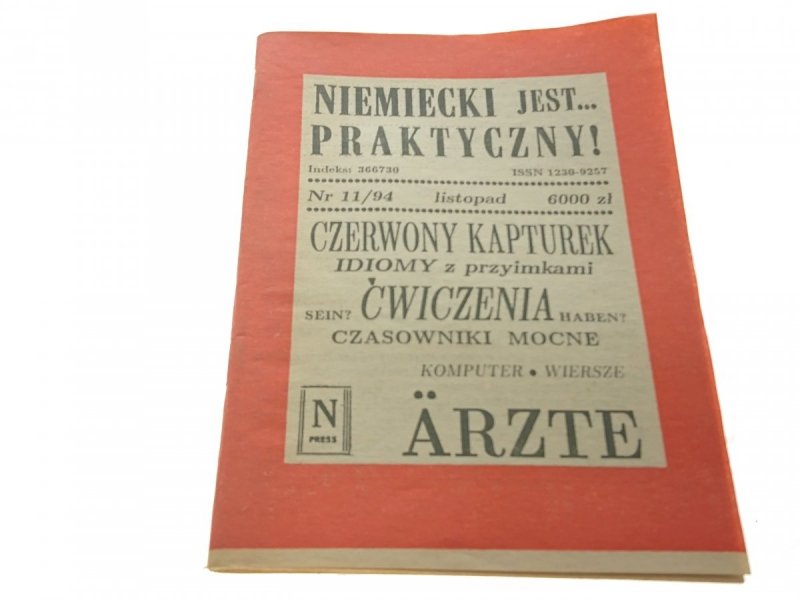 NIEMIECKI JEST...
PRAKTYCZNY!
Indeks: 366730 ISSN 1230-9257
Nr 11/94 listopad 6000 zł
CZERWONY KAPTUREK
IDIOMY z przyimkami
SEIN? ĆWICZENIA HABEN?
CZASOWNIKI MOCNE
KOMPUTER • WIERSZE
N
PRESS
ÄRZTE